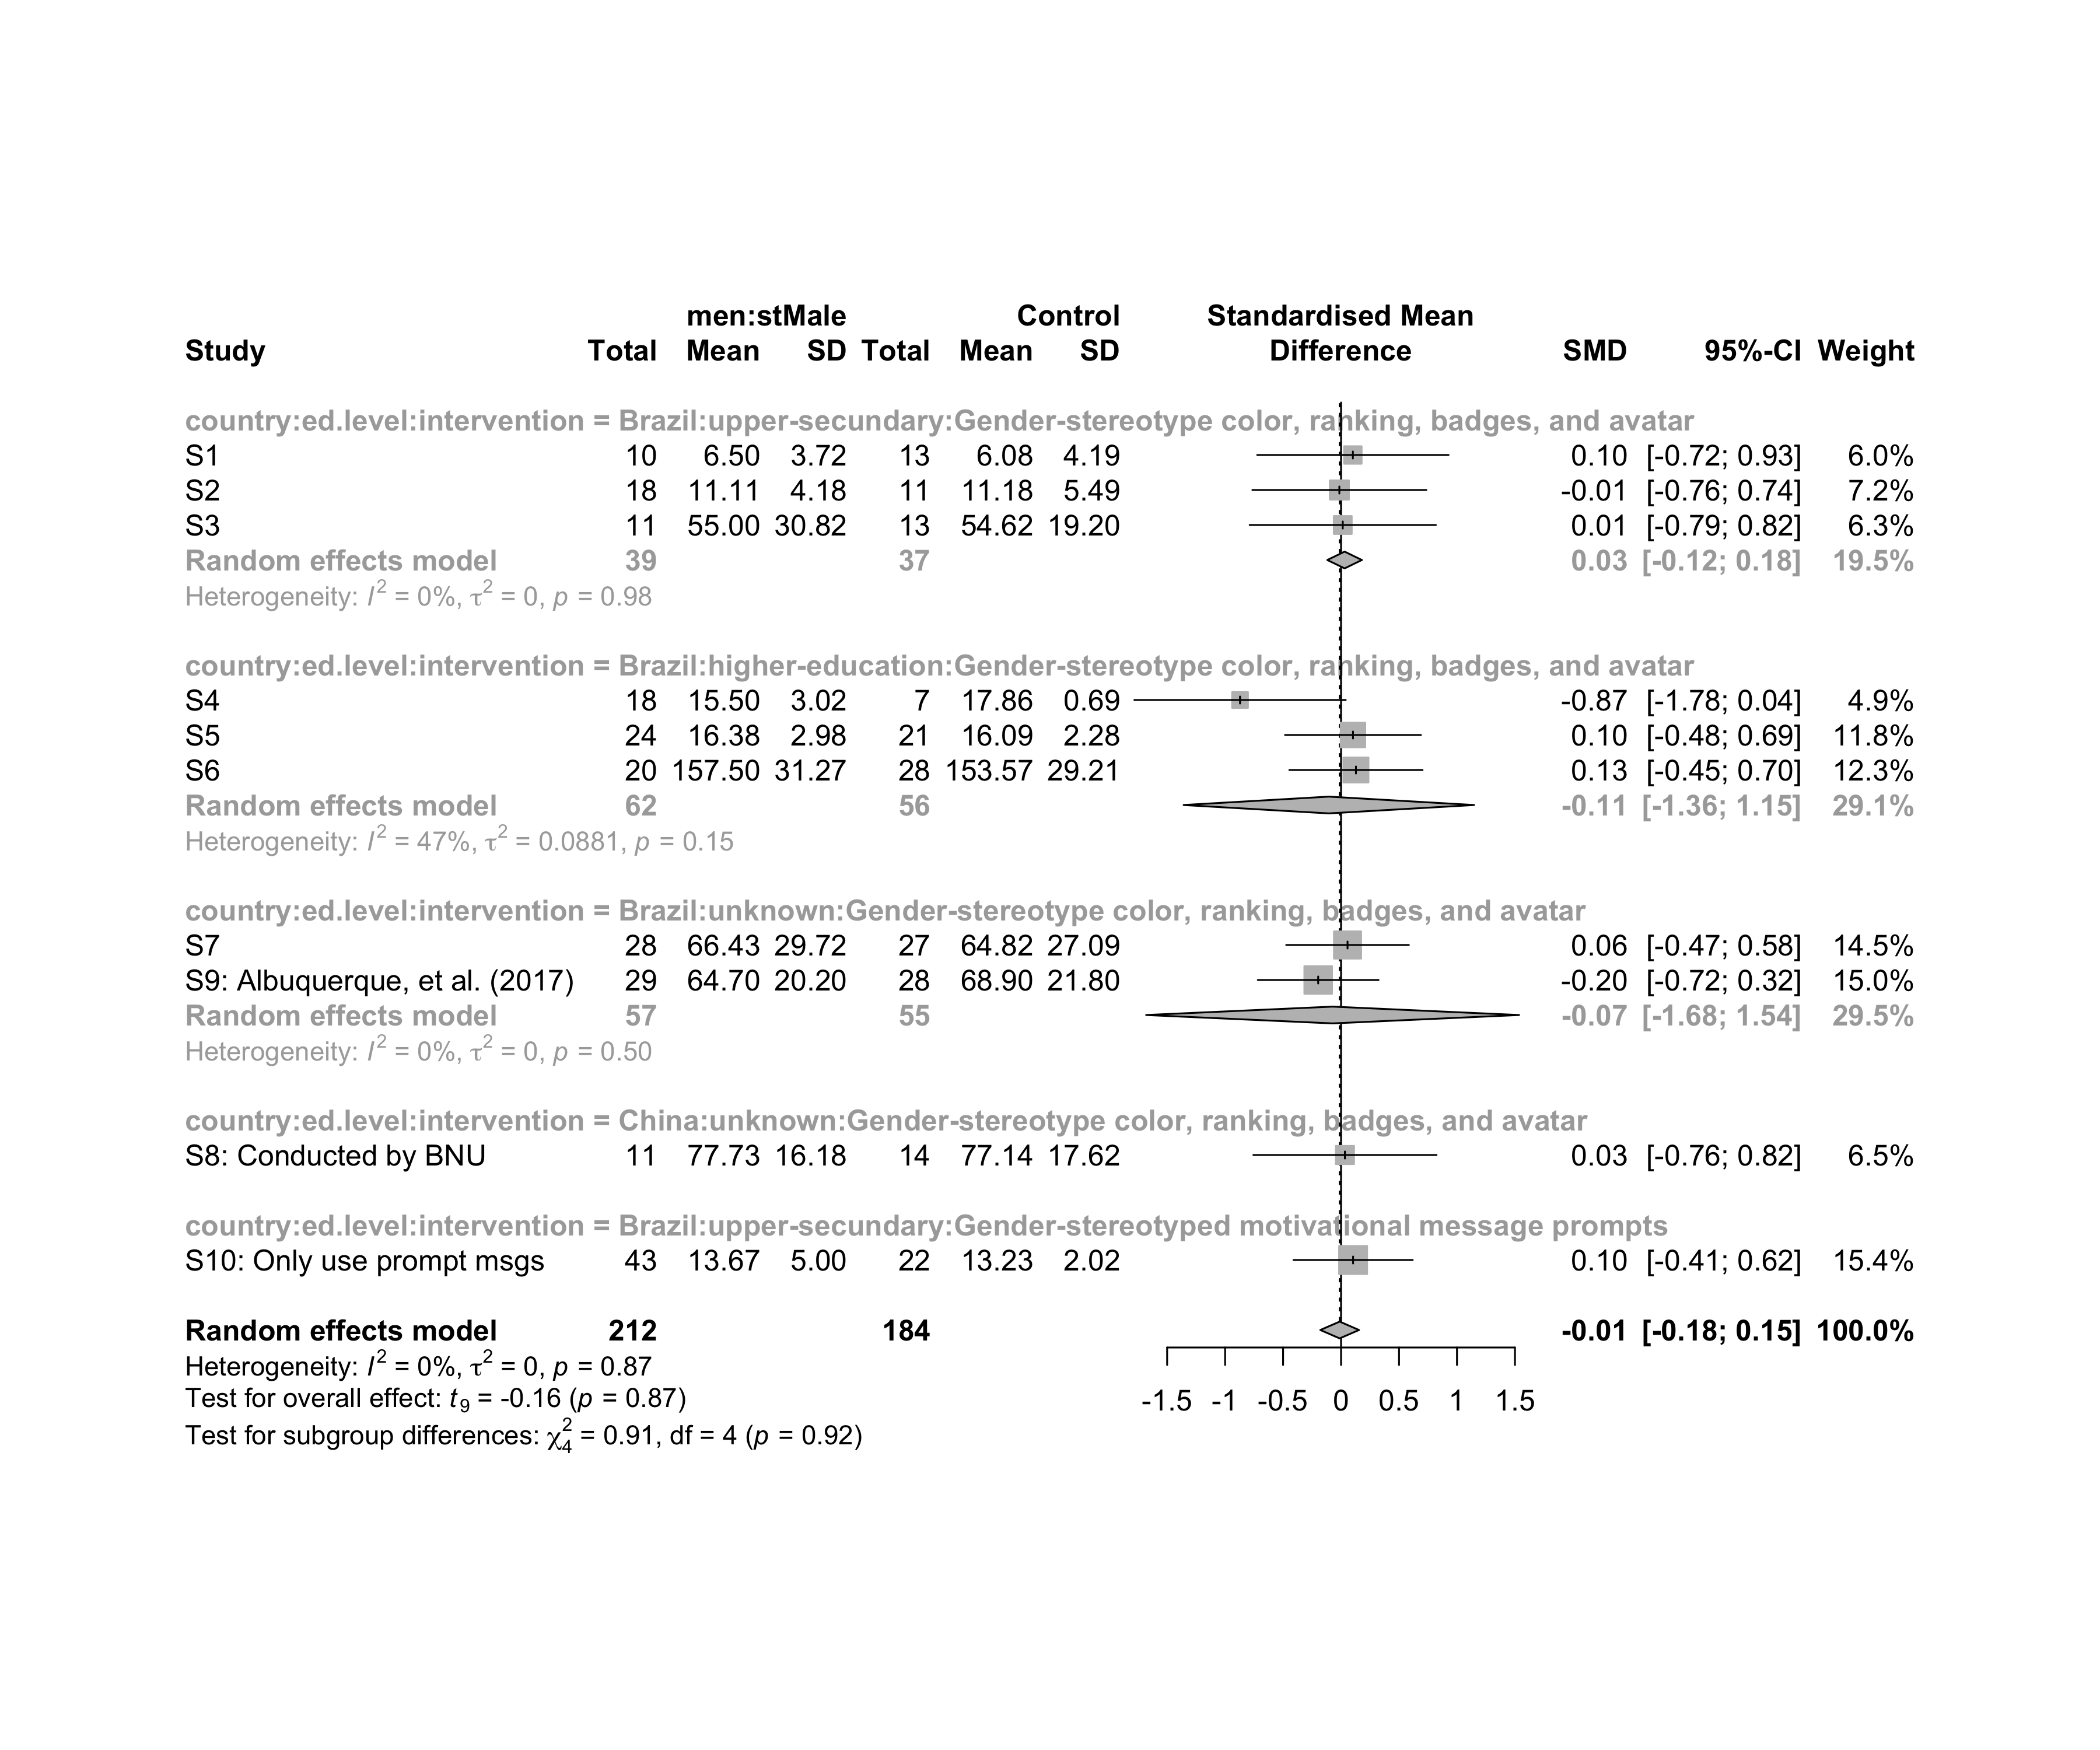 men:stMale Control Standardised Mean
Study Total Mean SD Total Mean SD Difference SMD 95%-CI Weight
country:ed.level:intervention = Brazil:upper-secundary:Gender-stereotype color, ranking, badges, and avatar
S1 10 6.50 3.72 13 6.08 4.19 0.10 [-0.72; 0.93] 6.0%
S2 18 11.11 4.18 11 11.18 5.49 -0.01 [-0.76; 0.74] 7.2%
S3 11 55.00 30.82 13 54.62 19.20 0.01 [-0.79; 0.82] 6.3%
Random effects model 39 37 0.03 [-0.12; 0.18] 19.5%
Heterogeneity: I² = 0%, τ² = 0, p = 0.98
country:ed.level:intervention = Brazil:higher-education:Gender-stereotype color, ranking, badges, and avatar
S4 18 15.50 3.02 7 17.86 0.69 -0.87 [-1.78; 0.04] 4.9%
S5 24 16.38 2.98 21 16.09 2.28 0.10 [-0.48; 0.69] 11.8%
S6 20 157.50 31.27 28 153.57 29.21 0.13 [-0.45; 0.70] 12.3%
Random effects model 62 56 -0.11 [-1.36; 1.15] 29.1%
Heterogeneity: I² = 47%, τ² = 0.0881, p = 0.15
country:ed.level:intervention = Brazil:unknown:Gender-stereotype color, ranking, badges, and avatar
S7 28 66.43 29.72 27 64.82 27.09 0.06 [-0.47; 0.58] 14.5%
S9: Albuquerque, et al. (2017) 29 64.70 20.20 28 68.90 21.80 -0.20 [-0.72; 0.32] 15.0%
Random effects model 57 55 -0.07 [-1.68; 1.54] 29.5%
Heterogeneity: I² = 0%, τ² = 0, p = 0.50
country:ed.level:intervention = China:unknown:Gender-stereotype color, ranking, badges, and avatar
S8: Conducted by BNU 11 77.73 16.18 14 77.14 17.62 0.03 [-0.76; 0.82] 6.5%
country:ed.level:intervention = Brazil:upper-secundary:Gender-stereotyped motivational message prompts
S10: Only use prompt msgs 43 13.67 5.00 22 13.23 2.02 0.10 [-0.41; 0.62] 15.4%
Random effects model 212 184 -0.01 [-0.18; 0.15] 100.0%
Heterogeneity: I² = 0%, τ² = 0, p = 0.87
Test for overall effect: t₉ = -0.16 (p = 0.87)
-1.5 -1 -0.5 0 0.5 1 1.5
Test for subgroup differences: χ²₄ = 0.91, df = 4 (p = 0.92)